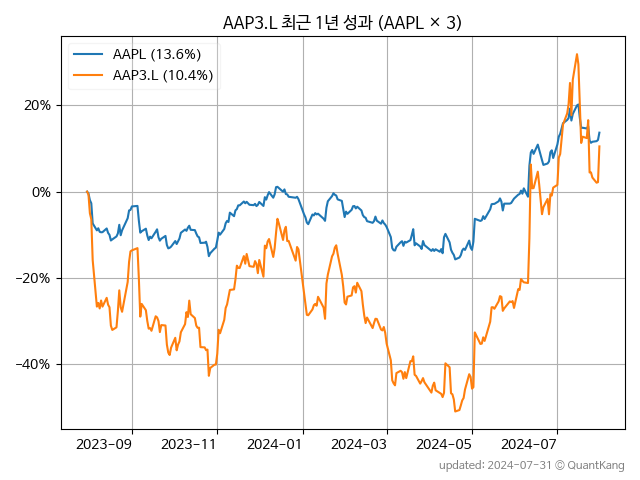 AAP3.L 최근 1년 성과 (AAPL × 3)
AAPL (13.6%)
AAP3.L (10.4%)
20%
0%
−20%
−40%
2023-09 2023-11 2024-01 2024-03 2024-05 2024-07
updated: 2024-07-31 © QuantKang